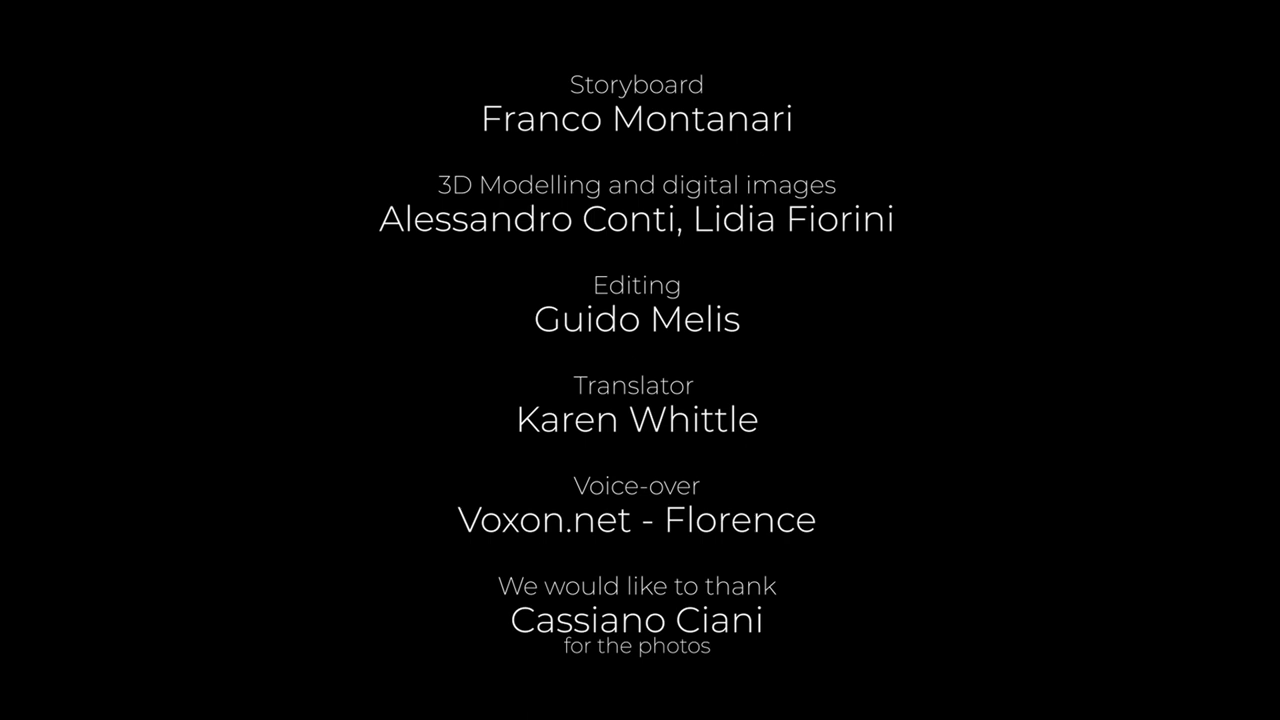 Storyboard
Franco Montanari
3D Modelling and digital images
Alessandro Conti, Lidia Fiorini
Editing
Guido Melis
Translator
Karen Whittle
Voice-over
Voxon.net - Florence
We would like to thank
Cassiano Ciani
for the photos